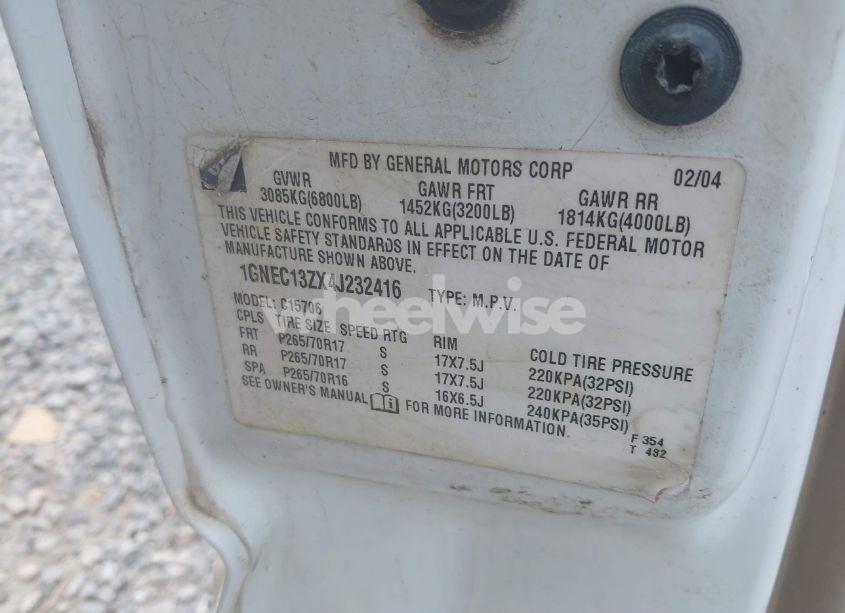 MFD BY GENERAL MOTORS CORP 02/04
GVWR GAWR FRT GAWR RR
3085KG(6800LB) 1452KG(3200LB) 1814KG(4000LB)
THIS VEHICLE CONFORMS TO ALL APPLICABLE U.S. FEDERAL MOTOR
VEHICLE SAFETY STANDARDS IN EFFECT ON THE DATE OF
MANUFACTURE SHOWN ABOVE.
1GNEC13ZX4J232416 TYPE: M.P.V.
MODEL: C15706
wheelwise
CPLS TIRE SIZE SPEED RTG RIM COLD TIRE PRESSURE
FRT P265/70R17 S 17X7.5J 220KPA(32PSI)
RR P265/70R17 S 17X7.5J 220KPA(32PSI)
SPA P265/70R16 S 16X6.5J 240KPA(35PSI)
SEE OWNER'S MANUAL FOR MORE INFORMATION.
F 354
T 482